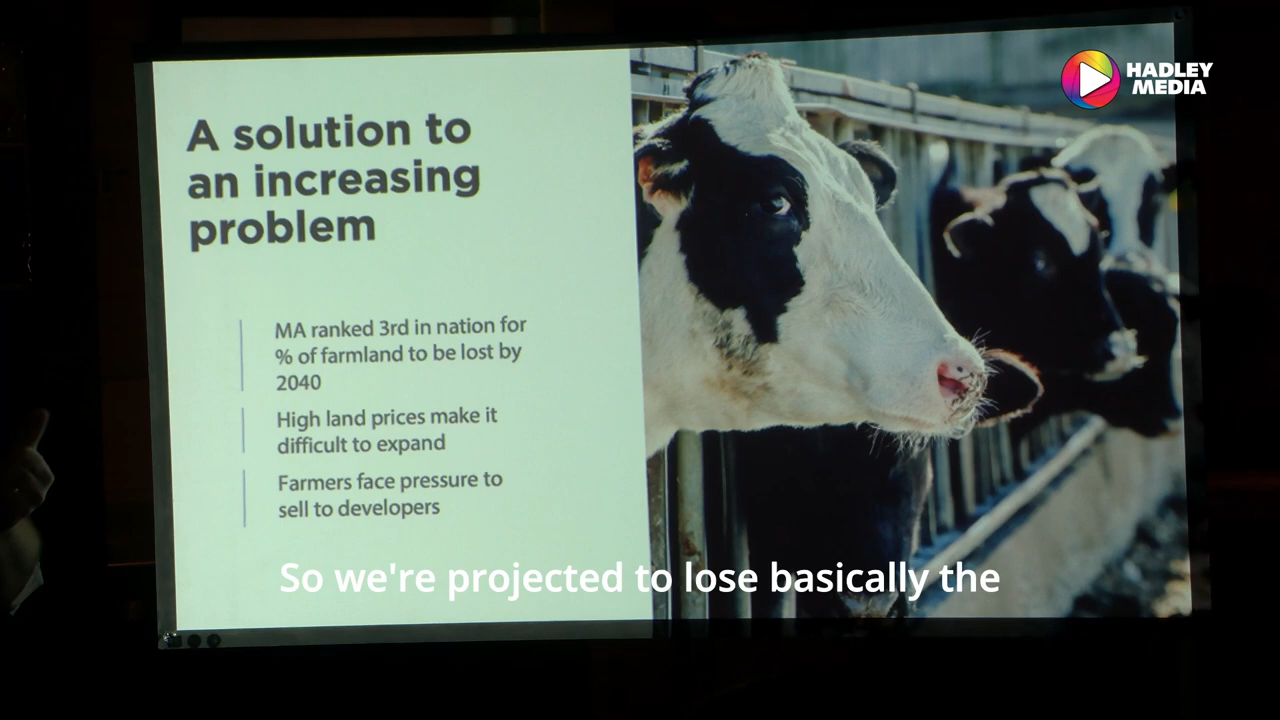 HADLEY
MEDIA
A solution to
an increasing
problem
MA ranked 3rd in nation for
% of farmland to be lost by
2040
High land prices make it
difficult to expand
Farmers face pressure to
sell to developers
So we're projected to lose basically the